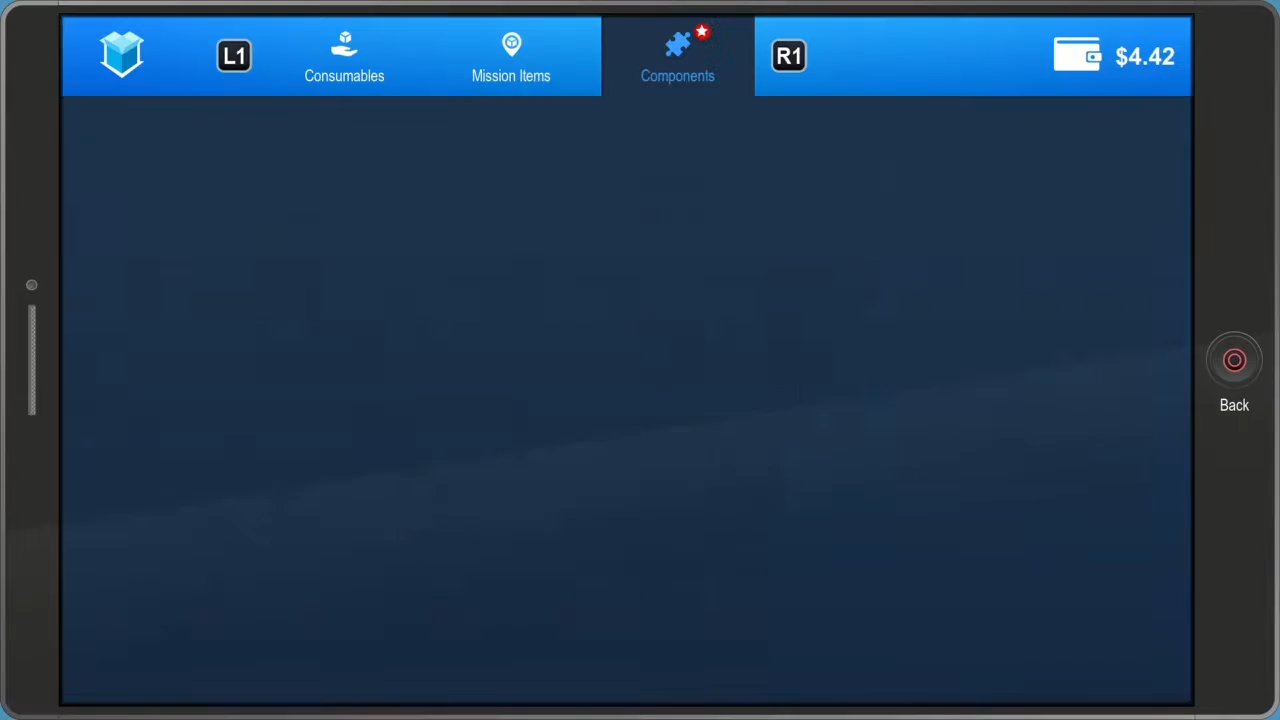 L1
Consumables
Mission Items
Components
R1
$4.42
Back